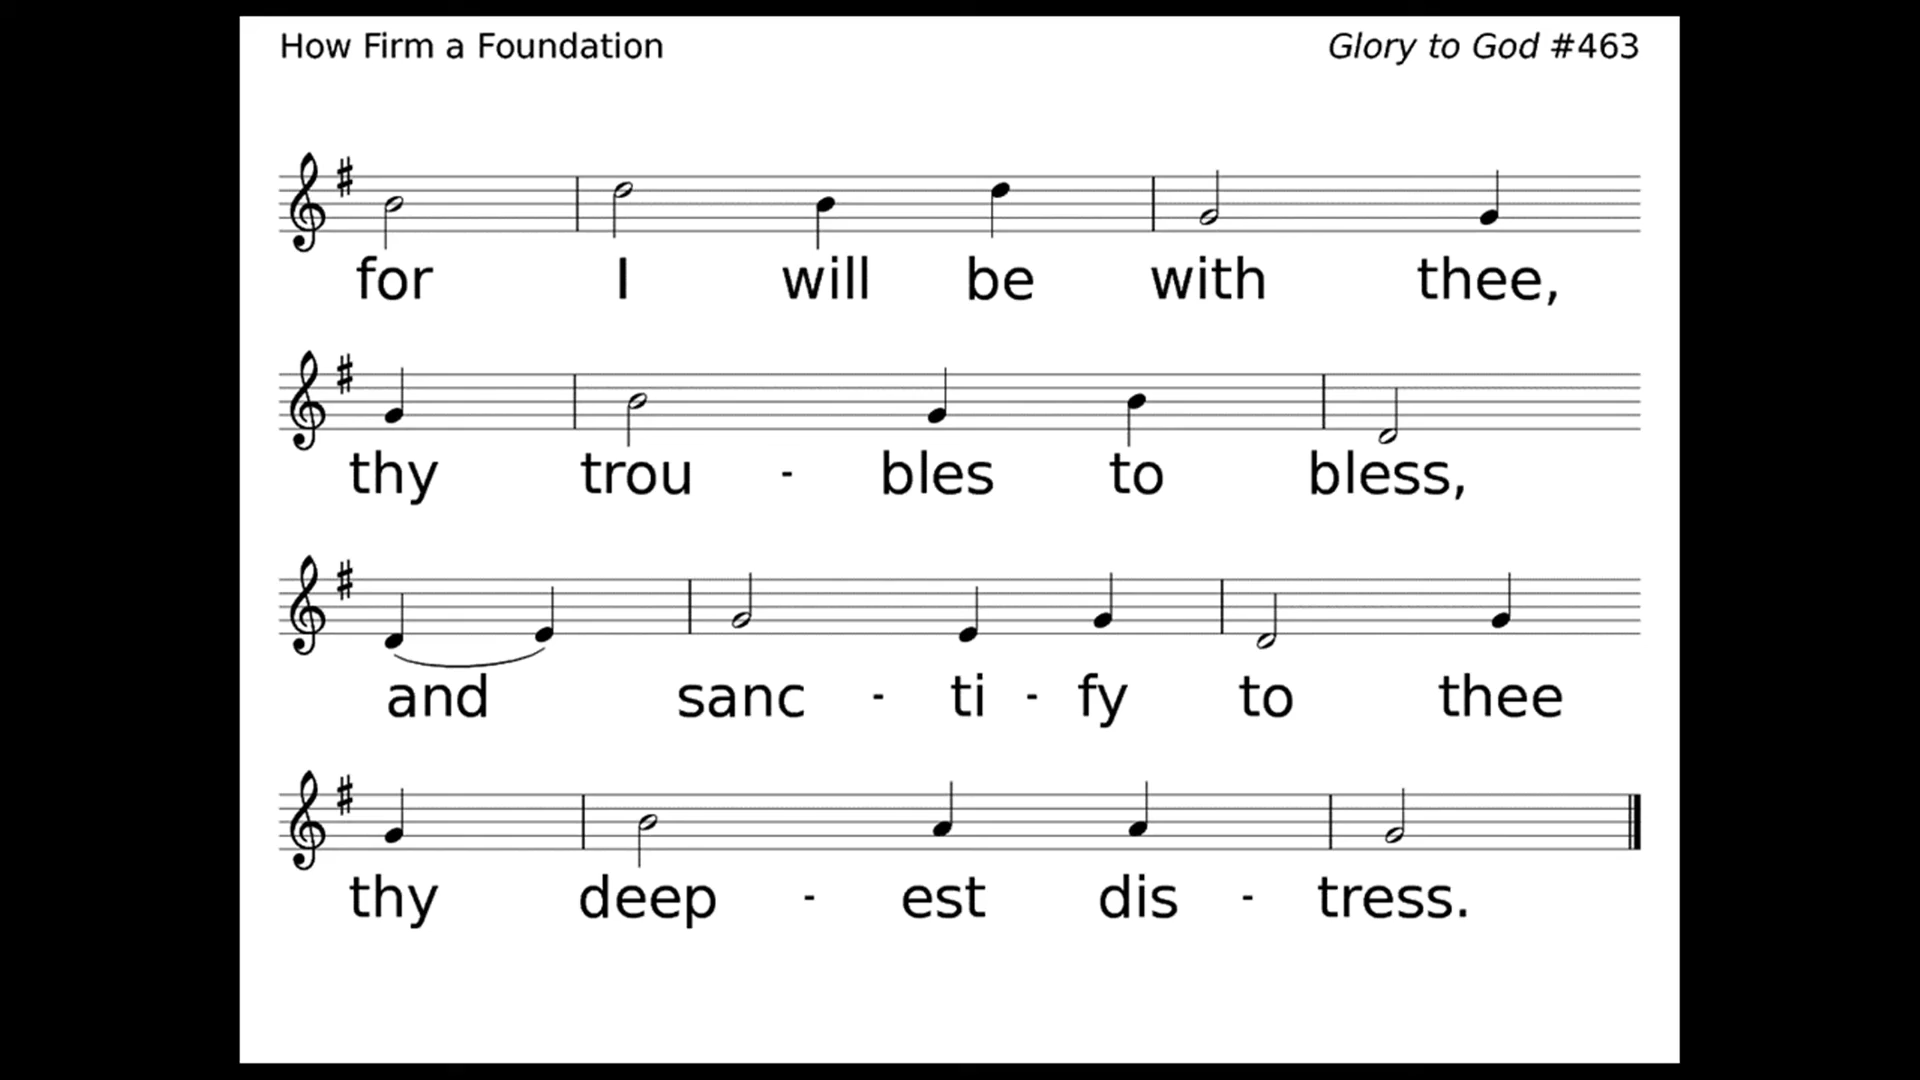 How Firm a Foundation Glory to God #463
for I will be with thee,
thy trou - bles to bless,
and sanc - ti - fy to thee
thy deep - est dis - tress.